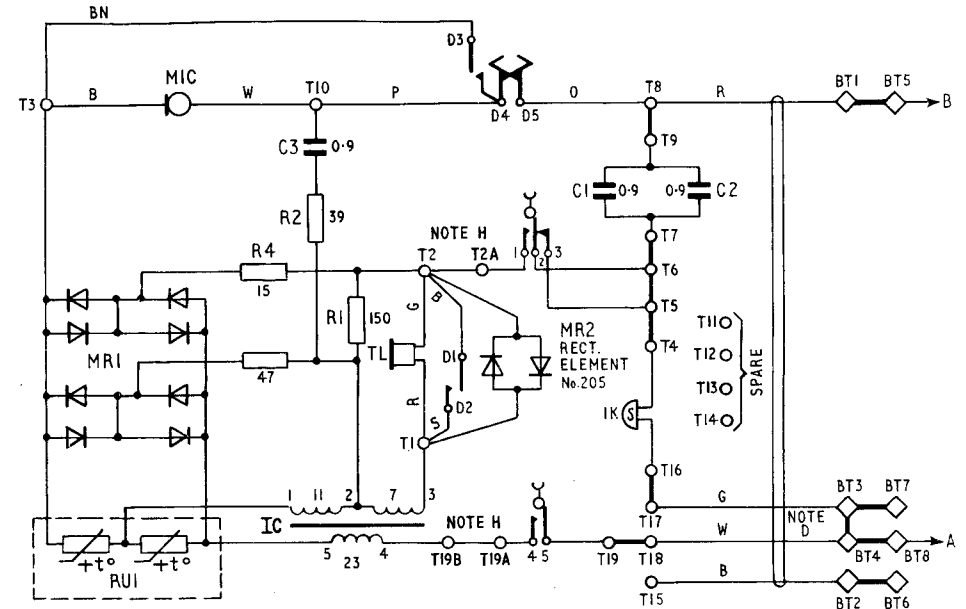 BN
D3
MIC
T3 B W T10 P D4 D5 O T8 R BT1 BT5 B
T9
C3 0·9
C1 0·9 0·9 C2
R2 39
NOTE H
T7
R4 T2 T2A 1 2 3
T6
15
T5
G B
R1 150
MR2
RECT.
ELEMENT
No.205
T11
T12
T13
T14
SPARE
MR1
TL
T4
D1
47
R
D2
1K S
S
T1
T16
1 11 2 7 3
T17 G BT3 BT7
IC
NOTE H
NOTE
D
5 23 4 T19B T19A 4 5 T19 T18 W BT4 BT8 A
+t° +t°
RU1
T15 B BT2 BT6